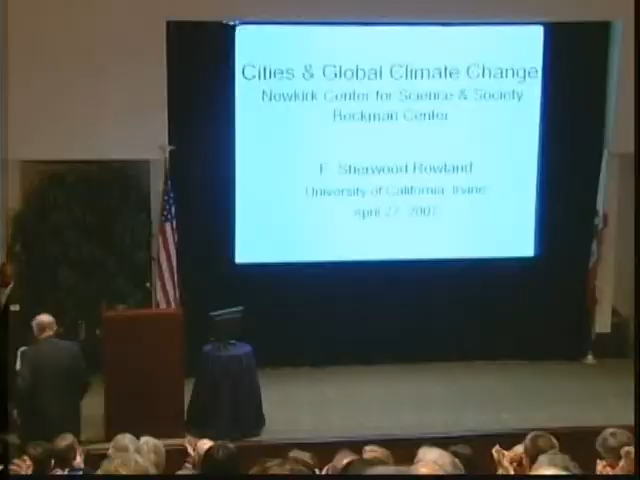 Cities & Global Climate Change
Newkirk Center for Science & Society
Beckman Center
F. Sherwood Rowland
University of California Irvine
April 27, 2007